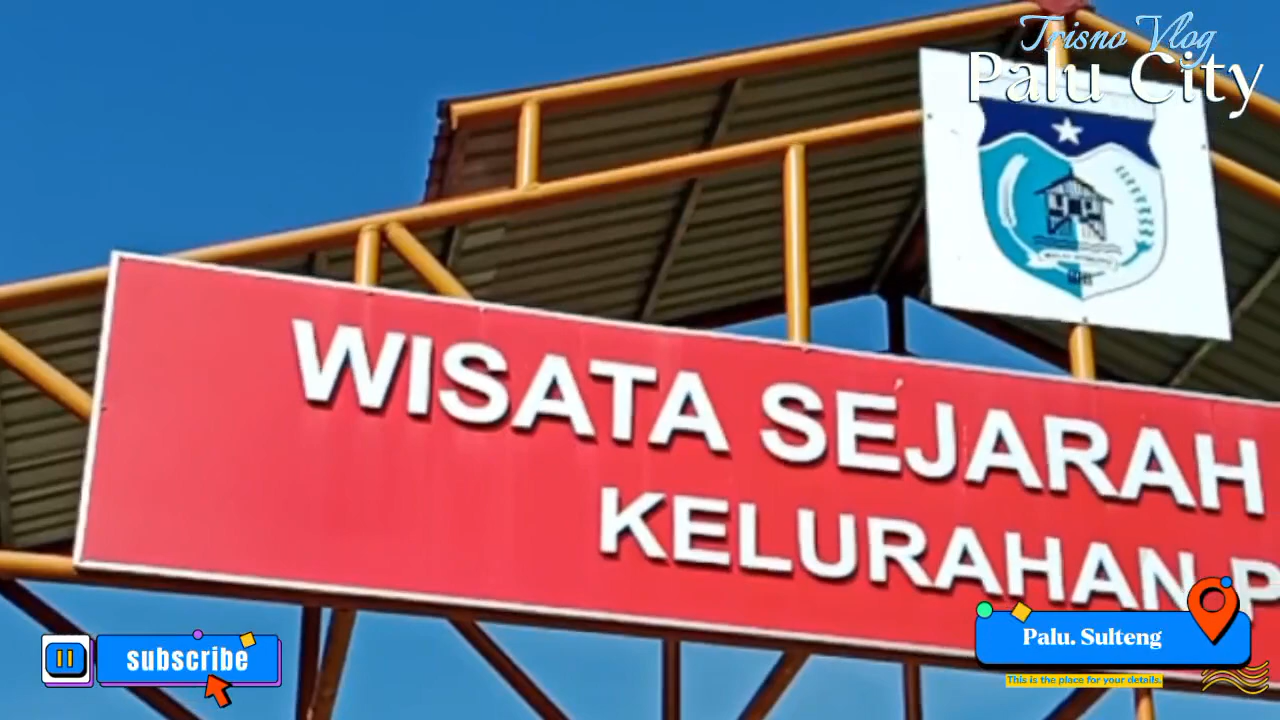 Trisno Vlog
Palu City
WISATA SEJARAH
KELURAHAN P
subscribe
Palu. Sulteng
This is the place for your details.